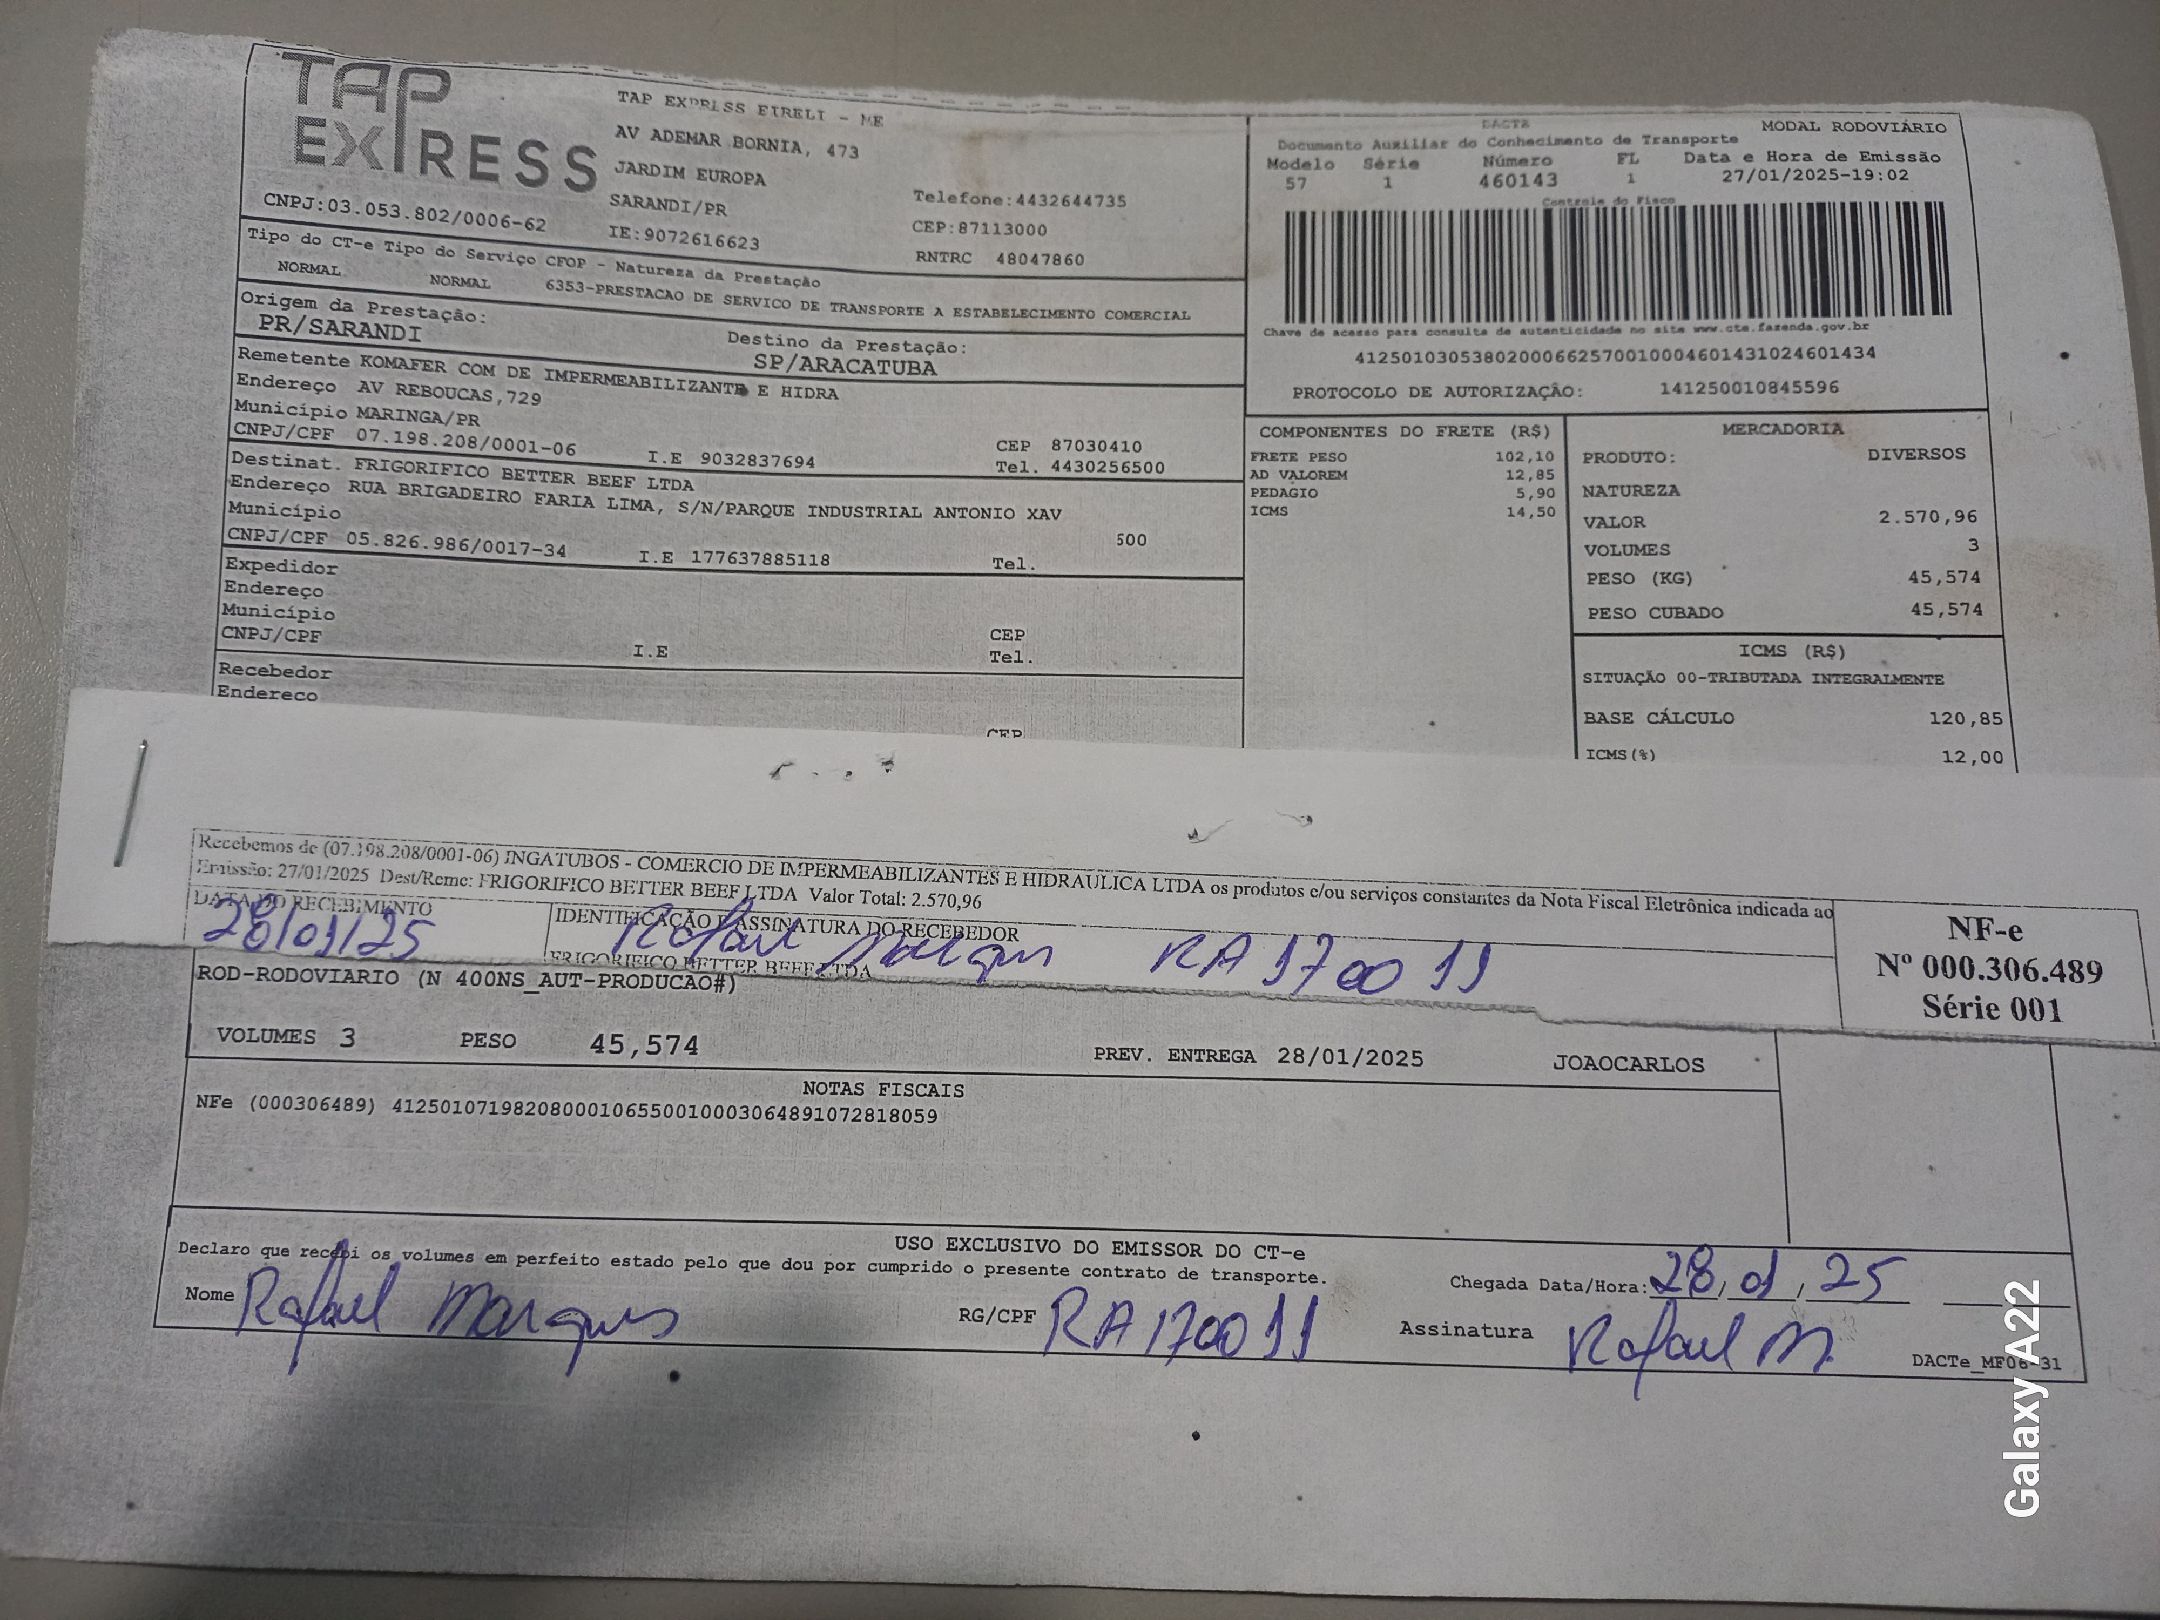 TAP
EXPRESS
TAP EXPRESS EIRELI - ME
AV ADEMAR BORNIA, 473
JARDIM EUROPA
SARANDI/PR
IE:9072616623
Telefone:4432644735
CEP:87113000
RNTRC 48047860
CNPJ:03.053.802/0006-62
Tipo do CT-e Tipo do Serviço CFOP - Natureza da Prestação
NORMAL NORMAL 6353-PRESTACAO DE SERVICO DE TRANSPORTE A ESTABELECIMENTO COMERCIAL
Origem da Prestação: Destino da Prestação:
PR/SARANDI SP/ARACATUBA
Remetente KOMAFER COM DE IMPERMEABILIZANTE E HIDRA
Endereço AV REBOUCAS,729
Município MARINGA/PR CEP 87030410
CNPJ/CPF 07.198.208/0001-06 I.E 9032837694 Tel. 4430256500
Destinat. FRIGORIFICO BETTER BEEF LTDA
Endereço RUA BRIGADEIRO FARIA LIMA, S/N/PARQUE INDUSTRIAL ANTONIO XAV
Município 500
CNPJ/CPF 05.826.986/0017-34 I.E 177637885118 Tel.
Expedidor
Endereço
Município CEP
CNPJ/CPF I.E Tel.
Recebedor
Endereco
CEP
DACTE MODAL RODOVIÁRIO
Documento Auxiliar do Conhecimento de Transporte
Modelo Série Número FL Data e Hora de Emissão
57 1 460143 1 27/01/2025-19:02
Controle do Fisco
Chave de acesso para consulta de autenticidade no site www.cte.fazenda.gov.br
41250103053802000662570010004601431024601434
PROTOCOLO DE AUTORIZAÇÃO: 141250010845596
COMPONENTES DO FRETE (R$)
FRETE PESO 102,10
AD VALOREM 12,85
PEDAGIO 5,90
ICMS 14,50
MERCADORIA
PRODUTO: DIVERSOS
NATUREZA
VALOR 2.570,96
VOLUMES 3
PESO (KG) 45,574
PESO CUBADO 45,574
ICMS (R$)
SITUAÇÃO 00-TRIBUTADA INTEGRALMENTE
BASE CÁLCULO 120,85
ICMS(%) 12,00
Recebemos de (07.198.208/0001-06) INGATUBOS - COMERCIO DE IMPERMEABILIZANTES E HIDRAULICA LTDA os produtos e/ou serviços constantes da Nota Fiscal Eletrônica indicada ao
Emissão: 27/01/2025 Dest/Reme: FRIGORIFICO BETTER BEEF LTDA Valor Total: 2.570,96
DATA DO RECEBIMENTO IDENTIFICAÇÃO E ASSINATURA DO RECEBEDOR
28/01/25 Rafael Marques RA 170011
FRIGORIFICO BETTER BEEF LTDA
NF-e
Nº 000.306.489
Série 001
ROD-RODOVIARIO (N 400NS_AUT-PRODUCAO#)
VOLUMES 3 PESO 45,574 PREV. ENTREGA 28/01/2025 JOAOCARLOS
NOTAS FISCAIS
NFe (000306489) 41250107198208000106550010003064891072818059
USO EXCLUSIVO DO EMISSOR DO CT-e
Declaro que recebi os volumes em perfeito estado pelo que dou por cumprido o presente contrato de transporte.
Chegada Data/Hora: 28, 01, 25
Nome Rafael Marques RG/CPF RA 170011 Assinatura Rafael M.
DACTe_MF06-31
Galaxy A22